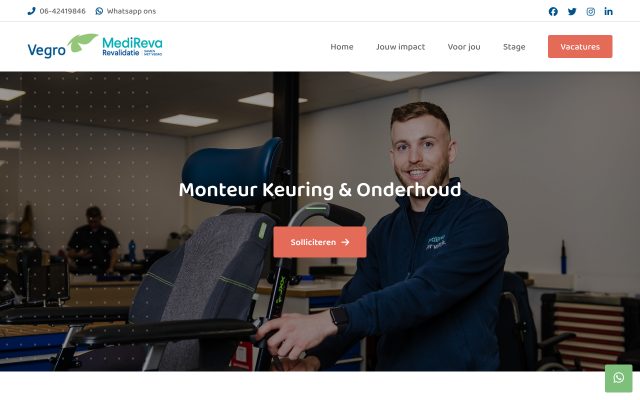 06-42419846
Whatsapp ons
Vegro
MediReva
Revalidatie
Home
Jouw impact
Voor jou
Stage
Vacatures
Monteur Keuring & Onderhoud
Solliciteren